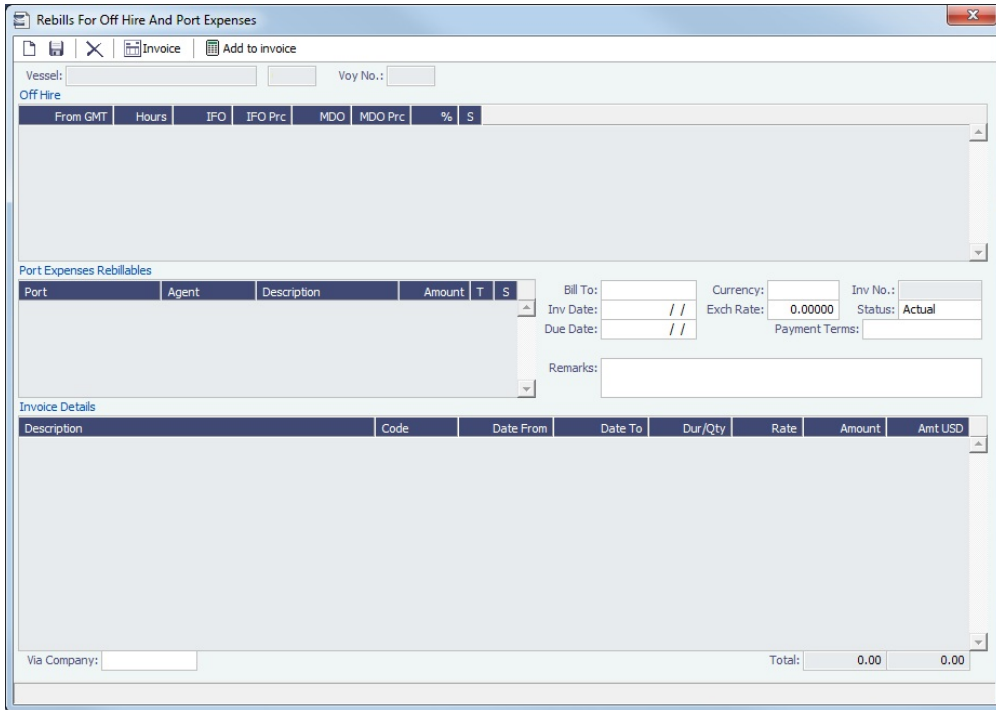 Rebills For Off Hire And Port Expenses
Invoice Add to invoice
Vessel: Voy No.:
Off Hire
From GMT Hours IFO IFO Prc MDO MDO Prc % S
Port Expenses Rebillables
Port Agent Description Amount T S
Bill To: Currency: Inv No.:
Inv Date: / / Exch Rate: 0.00000 Status: Actual
Due Date: / / Payment Terms:
Remarks:
Invoice Details
Description Code Date From Date To Dur/Qty Rate Amount Amt USD
Via Company: Total: 0.00 0.00